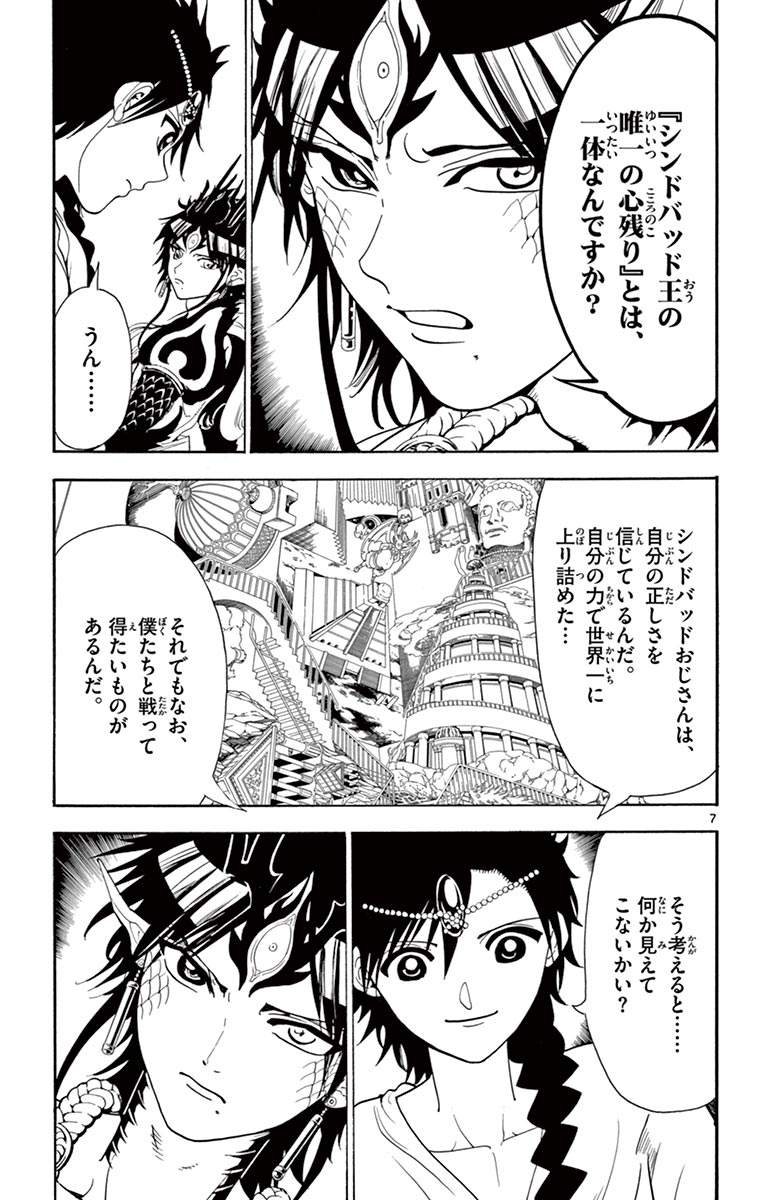 『シンドバッド王の
唯一の心残り』とは、
一体なんですか？
うん……
シンドバッドおじさんは、
自分の正しさを
信じているんだ。
自分の力で世界一に
上り詰めた…
それでもなお、
僕たちと戦って
得たいものが
あるんだ。
7
そう考えると……
何か見えて
こないかい？